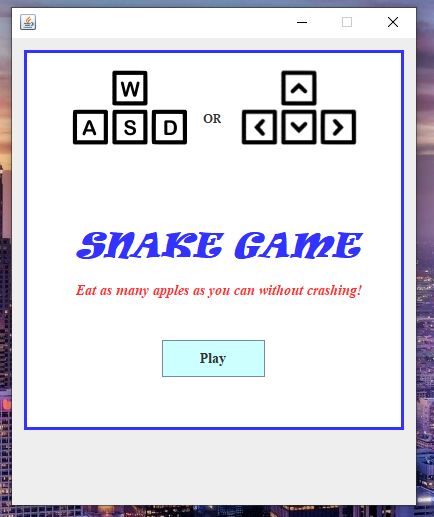 W
A S D OR
SNAKE GAME
Eat as many apples as you can without crashing!
Play